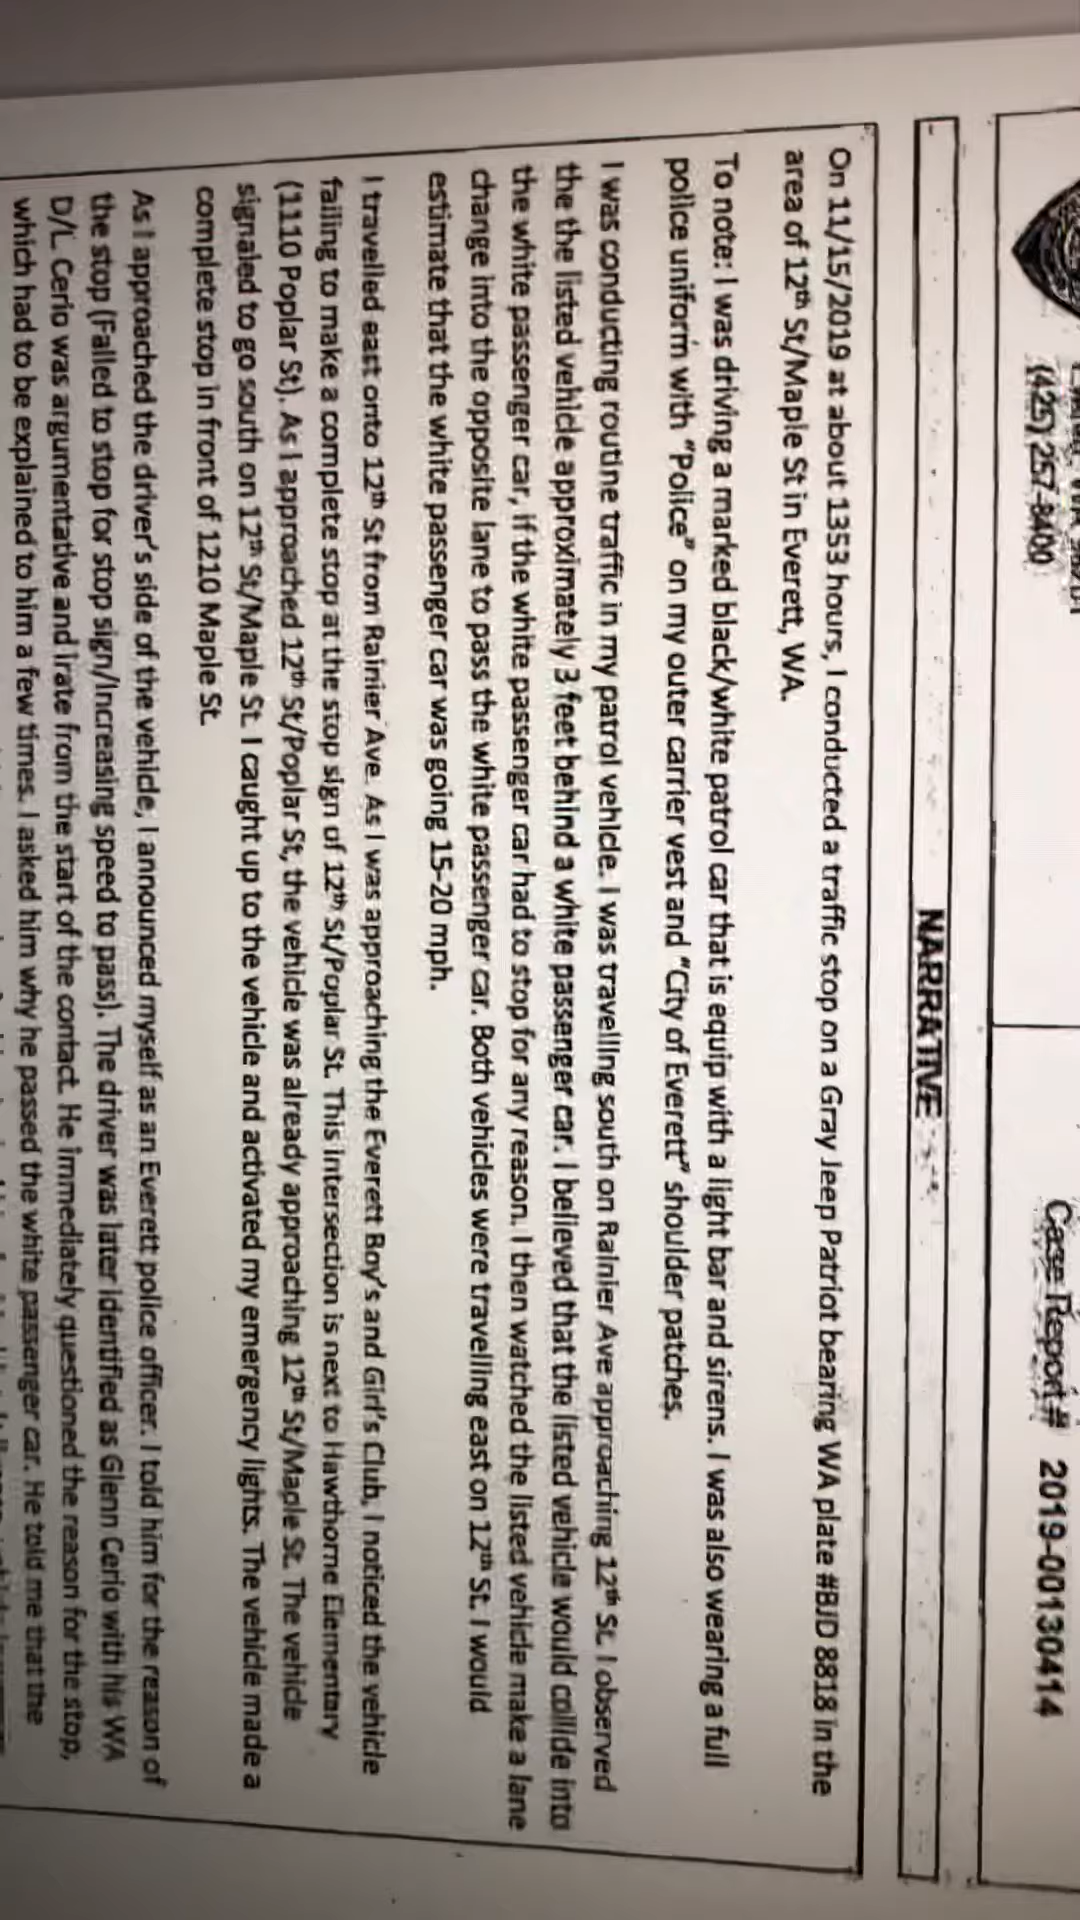 (425) 257-8400
Case Report # 2019-00130414
NARRATIVE
On 11/15/2019 at about 1353 hours, I conducted a traffic stop on a Gray Jeep Patriot bearing WA plate #BJD 8818 in the
area of 12th St/Maple St in Everett, WA.
To note: I was driving a marked black/white patrol car that is equip with a light bar and sirens. I was also wearing a full
police uniform with "Police" on my outer carrier vest and "City of Everett" shoulder patches.
I was conducting routine traffic in my patrol vehicle. I was travelling south on Rainier Ave approaching 12th St. I observed
the the listed vehicle approximately 3 feet behind a white passenger car. I believed that the listed vehicle would collide into
the white passenger car, if the white passenger car had to stop for any reason. I then watched the listed vehicle make a lane
change into the opposite lane to pass the white passenger car. Both vehicles were travelling east on 12th St. I would
estimate that the white passenger car was going 15-20 mph.
I travelled east onto 12th St from Rainier Ave. As I was approaching the Everett Boy's and Girl's Club, I noticed the vehicle
failing to make a complete stop at the stop sign of 12th St/Poplar St. This intersection is next to Hawthorne Elementary
(1110 Poplar St). As I approached 12th St/Poplar St, the vehicle was already approaching 12th St/Maple St. The vehicle
signaled to go south on 12th St/Maple St. I caught up to the vehicle and activated my emergency lights. The vehicle made a
complete stop in front of 1210 Maple St.
As I approached the driver's side of the vehicle, I announced myself as an Everett police officer. I told him for the reason of
the stop (Failed to stop for stop sign/Increasing speed to pass). The driver was later identified as Glenn Cerio with his WA
D/L. Cerio was argumentative and irate from the start of the contact. He immediately questioned the reason for the stop,
which had to be explained to him a few times. I asked him why he passed the white passenger car. He told me that the